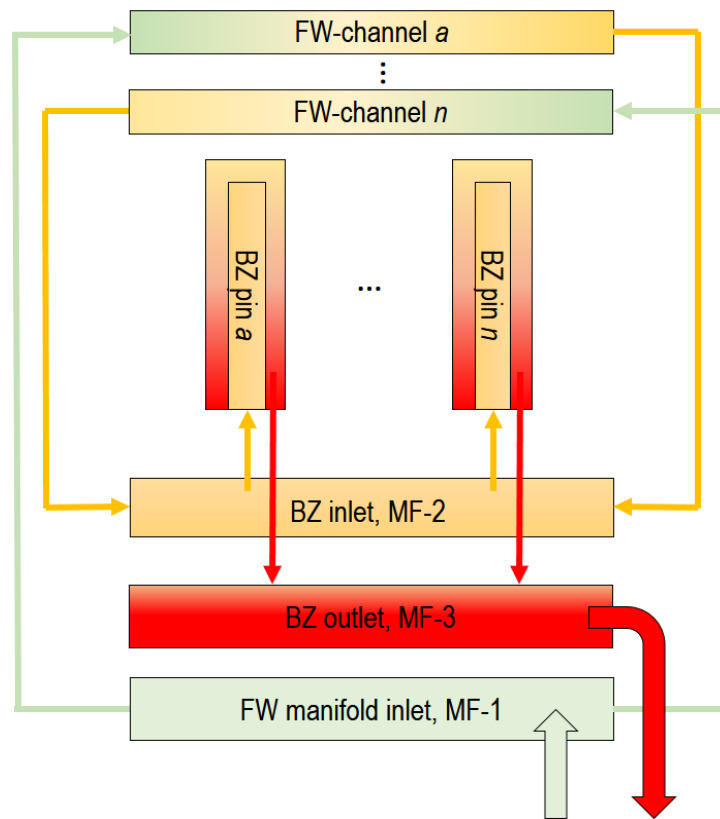 FW-channel a
...
FW-channel n
BZ pin a
...
BZ pin n
BZ inlet, MF-2
BZ outlet, MF-3
FW manifold inlet, MF-1